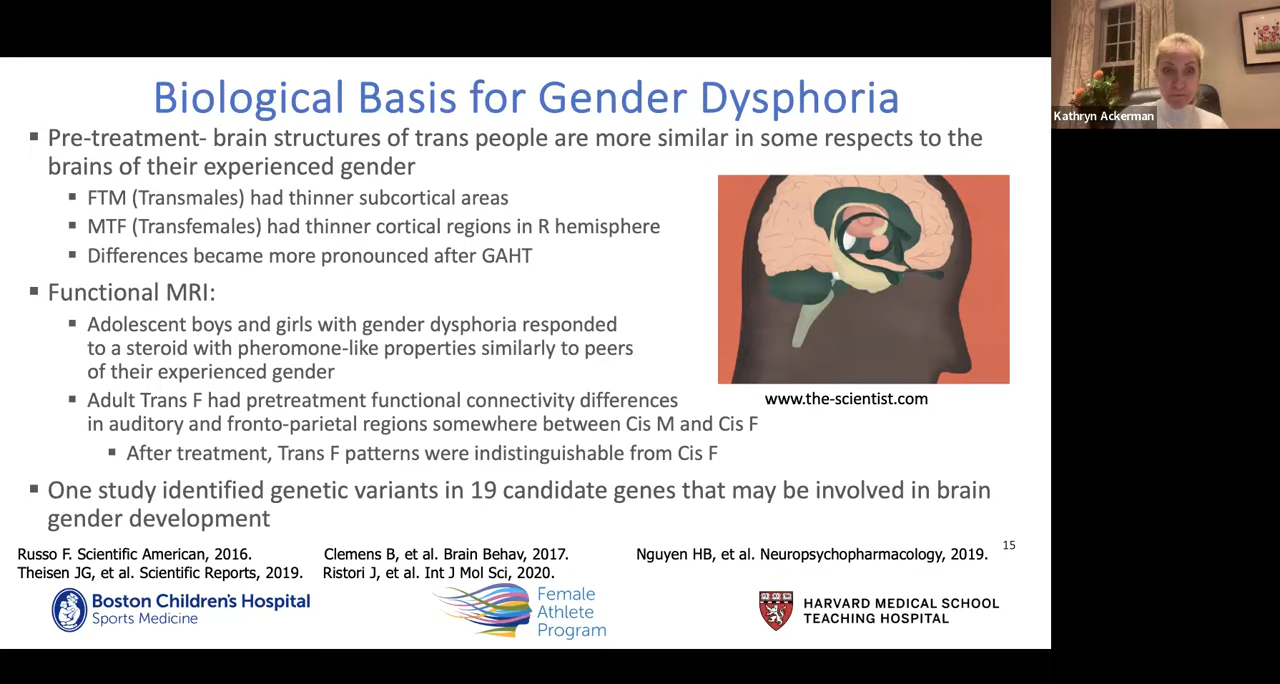 Biological Basis for Gender Dysphoria
▪ Pre-treatment- brain structures of trans people are more similar in some respects to the
brains of their experienced gender
▪ FTM (Transmales) had thinner subcortical areas
▪ MTF (Transfemales) had thinner cortical regions in R hemisphere
▪ Differences became more pronounced after GAHT
▪ Functional MRI:
▪ Adolescent boys and girls with gender dysphoria responded
to a steroid with pheromone-like properties similarly to peers
of their experienced gender
▪ Adult Trans F had pretreatment functional connectivity differences
in auditory and fronto-parietal regions somewhere between Cis M and Cis F
▪ After treatment, Trans F patterns were indistinguishable from Cis F
▪ One study identified genetic variants in 19 candidate genes that may be involved in brain
gender development
www.the-scientist.com
15
Russo F. Scientific American, 2016.
Theisen JG, et al. Scientific Reports, 2019.
Clemens B, et al. Brain Behav, 2017.
Ristori J, et al. Int J Mol Sci, 2020.
Nguyen HB, et al. Neuropsychopharmacology, 2019.
Boston Children's Hospital
Sports Medicine
Female
Athlete
Program
HARVARD MEDICAL SCHOOL
TEACHING HOSPITAL
Kathryn Ackerman